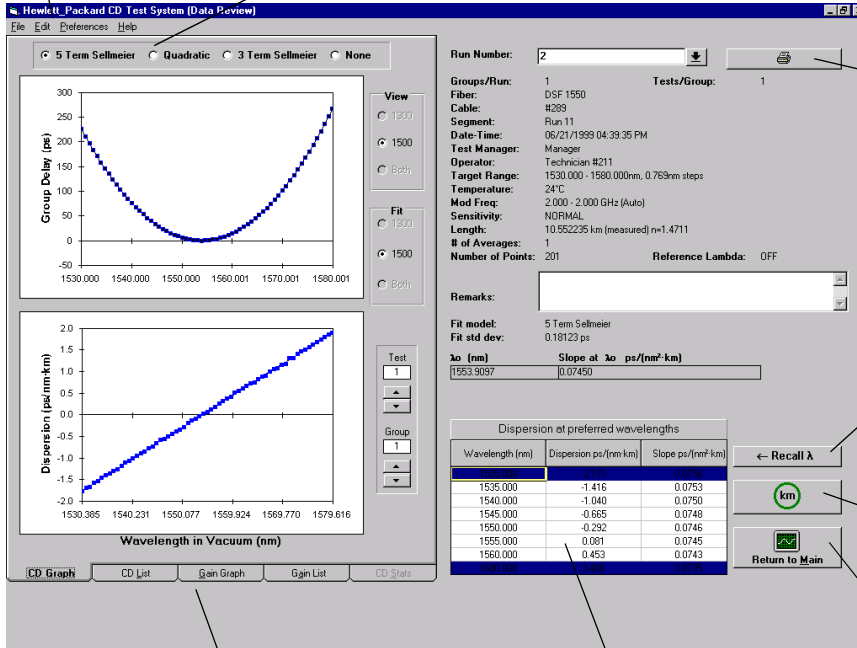 Hewlett_Packard CD Test System (Data Review)
File Edit Preferences Help
5 Term Sellmeier Quadratic 3 Term Sellmeier None
300
250
200
150
100
50
0
-50
Group Delay (ps)
1530.000 1540.000 1550.000 1560.001 1570.001 1580.001
View
1300
1500
Both
Fit
1300
1500
Both
2.0
1.5
1.0
0.5
0.0
-0.5
-1.0
-1.5
-2.0
Dispersion (ps/nm·km)
1530.385 1540.231 1550.077 1559.924 1569.770 1579.616
Wavelength in Vacuum (nm)
Test
1
Group
1
CD Graph CD List Gain Graph Gain List CD Stats
Run Number: 2
Groups/Run: 1 Tests/Group: 1
Fiber: DSF 1550
Cable: #289
Segment: Run 11
Date-Time: 06/21/1999 04:39:35 PM
Test Manager: Manager
Operator: Technician #211
Target Range: 1530.000 - 1580.000nm, 0.769nm steps
Temperature: 24°C
Mod Freq: 2.000 - 2.000 GHz (Auto)
Sensitivity: NORMAL
Length: 10.552235 km (measured) n=1.4711
# of Averages: 1
Number of Points: 201 Reference Lambda: OFF
Remarks:
Fit model: 5 Term Sellmeier
Fit std dev: 0.18123 ps
λo (nm) Slope at λo ps/(nm²·km)
1553.9097 0.07450
Dispersion at preferred wavelengths
Wavelength (nm) Dispersion ps/(nm·km) Slope ps/(nm²·km)
1535.000 -1.416 0.0753
1540.000 -1.040 0.0750
1545.000 -0.665 0.0748
1550.000 -0.292 0.0746
1555.000 0.081 0.0745
1560.000 0.453 0.0743
← Recall λ
km
Return to Main